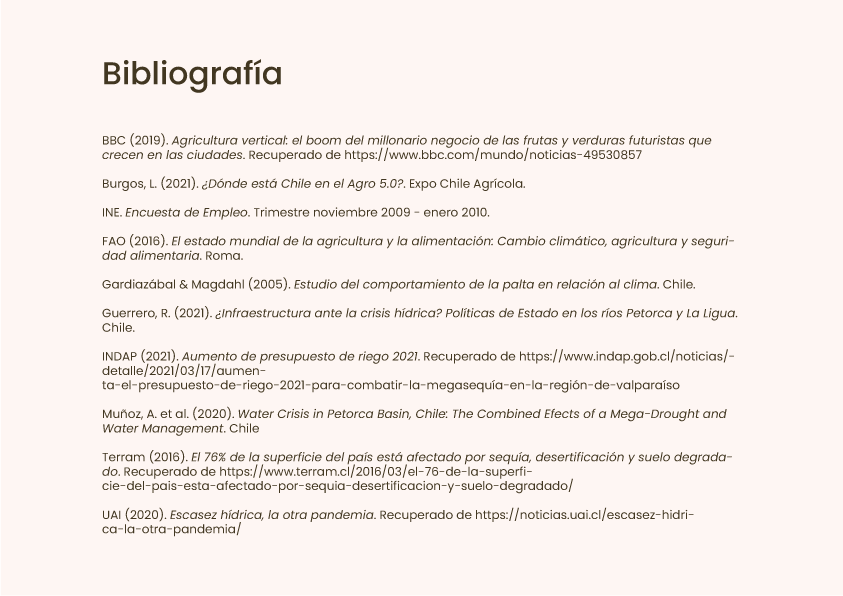 Bibliografía
BBC (2019). Agricultura vertical: el boom del millonario negocio de las frutas y verduras futuristas que
crecen en las ciudades. Recuperado de https://www.bbc.com/mundo/noticias-49530857
Burgos, L. (2021). ¿Dónde está Chile en el Agro 5.0?. Expo Chile Agrícola.
INE. Encuesta de Empleo. Trimestre noviembre 2009 - enero 2010.
FAO (2016). El estado mundial de la agricultura y la alimentación: Cambio climático, agricultura y seguri-
dad alimentaria. Roma.
Gardiazábal & Magdahl (2005). Estudio del comportamiento de la palta en relación al clima. Chile.
Guerrero, R. (2021). ¿Infraestructura ante la crisis hídrica? Políticas de Estado en los ríos Petorca y La Ligua.
Chile.
INDAP (2021). Aumento de presupuesto de riego 2021. Recuperado de https://www.indap.gob.cl/noticias/-
detalle/2021/03/17/aumen-
ta-el-presupuesto-de-riego-2021-para-combatir-la-megasequía-en-la-región-de-valparaíso
Muñoz, A. et al. (2020). Water Crisis in Petorca Basin, Chile: The Combined Efects of a Mega-Drought and
Water Management. Chile
Terram (2016). El 76% de la superficie del país está afectado por sequía, desertificación y suelo degrada-
do. Recuperado de https://www.terram.cl/2016/03/el-76-de-la-superfi-
cie-del-pais-esta-afectado-por-sequia-desertificacion-y-suelo-degradado/
UAI (2020). Escasez hídrica, la otra pandemia. Recuperado de https://noticias.uai.cl/escasez-hidri-
ca-la-otra-pandemia/